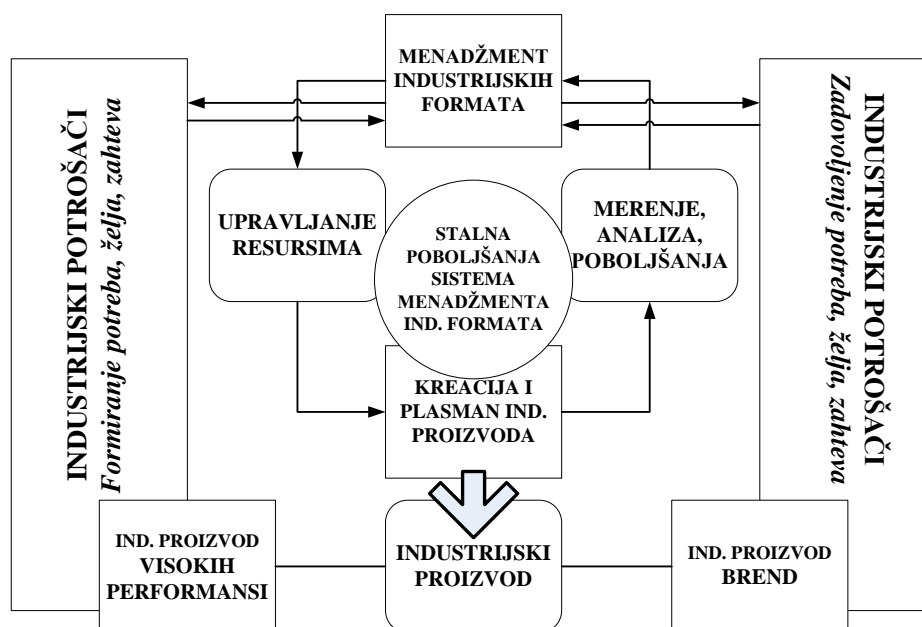 MENADŽMENT
INDUSTRIJSKIH
FORMATA
INDUSTRIJSKI POTROŠAČI
Formiranje potreba, želja, zahteva
UPRAVLJANJE
RESURSIMA
STALNA
POBOLJŠANJA
SISTEMA
MENADŽMENTA
IND. FORMATA
MERENJE,
ANALIZA,
POBOLJŠANJA
INDUSTRIJSKI POTROŠAČI
Zadovoljenje potreba, želja, zahteva
KREACIJA I
PLASMAN IND.
PROIZVODA
IND. PROIZVOD
VISOKIH
PERFORMANSI
INDUSTRIJSKI
PROIZVOD
IND. PROIZVOD
BREND